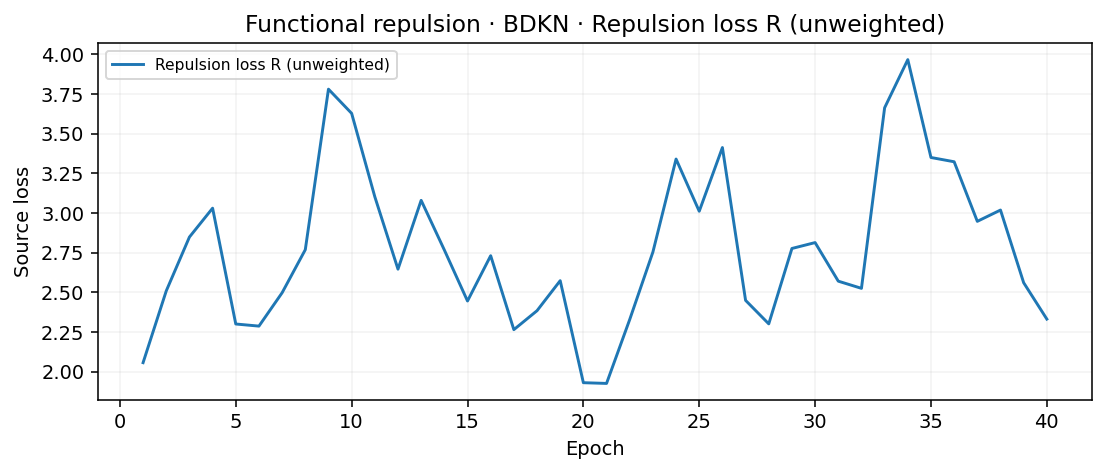 Functional repulsion · BDKN · Repulsion loss R (unweighted)
Repulsion loss R (unweighted)
Source loss
4.00
3.75
3.50
3.25
3.00
2.75
2.50
2.25
2.00
0 5 10 15 20 25 30 35 40
Epoch